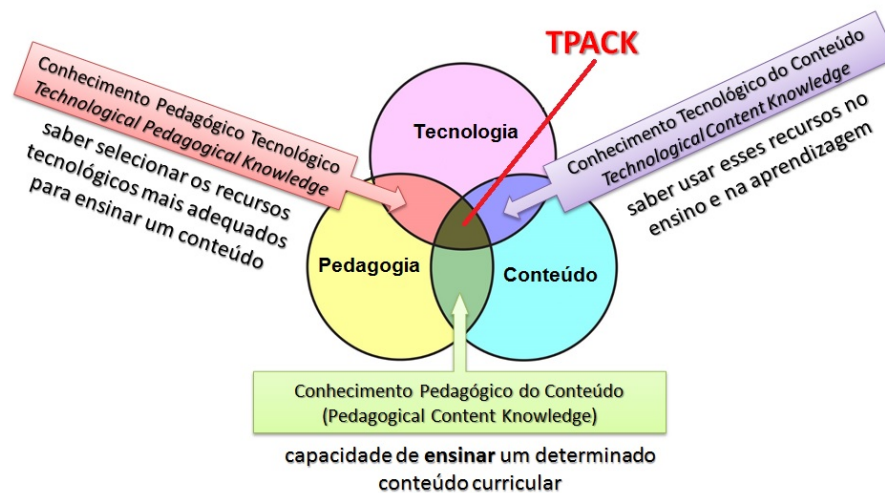 TPACK
Conhecimento Pedagógico Tecnológico
Technological Pedagogical Knowledge
saber selecionar os recursos
tecnológicos mais adequados
para ensinar um conteúdo
Conhecimento Tecnológico do Conteúdo
Technological Content Knowledge
saber usar esses recursos no
ensino e na aprendizagem
Tecnologia
Pedagogia
Conteúdo
Conhecimento Pedagógico do Conteúdo
(Pedagogical Content Knowledge)
capacidade de ensinar um determinado
conteúdo curricular